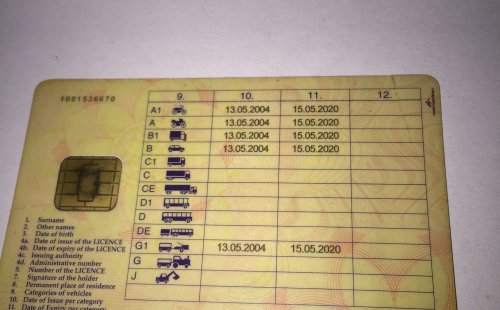 1001536670
9. 10. 11. 12.
A1 13.05.2004 15.05.2020
A 13.05.2004 15.05.2020
B1 13.05.2004 15.05.2020
B 13.05.2004 15.05.2020
C1
C
CE
D1
D
DE
G1 13.05.2004 15.05.2020
G
J
1. Surname
2. Other names
3. Date of birth
4a. Date of issue of the LICENCE
4b. Date of expiry of the LICENCE
4c. Issuing authority
4d. Administrative number
5. Number of the LICENCE
7. Signature of the holder
8. Permanent place of residence
9. Categories of vehicles
10. Date of Issue per category
11. Date of Expiry per category